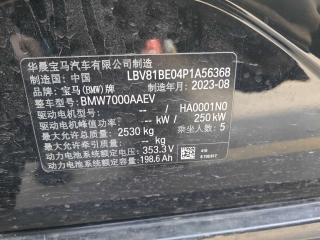 华晟宝马汽车有限公司 制造
制造国：中国 LBV81BE04P1A56368
品牌：宝马(BMW)牌 制造年月：2023-08
整车型号：BMW7000AAEV
驱动电机型号： -- / HA0001N0
驱动电机峰值功率： -- kW / 250 kW
最大允许总质量： 2530 kg 乘坐人数：5
最大允许牵引质量： -- kg
动力电池系统额定电压： 353.3 V
动力电池系统额定容量： 198.6 Ah